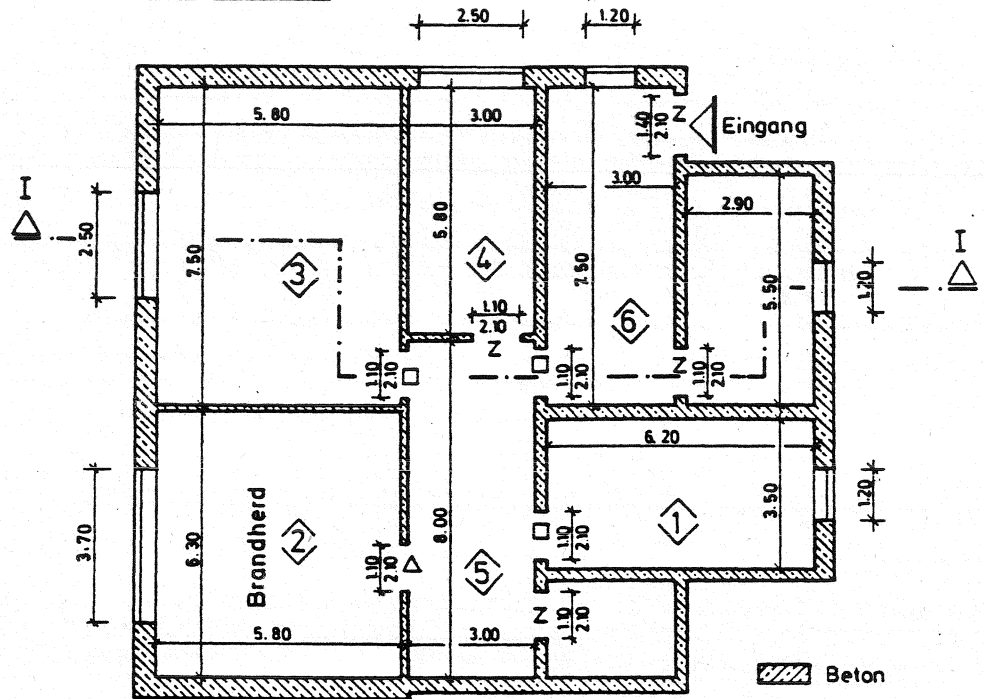 2.50 1.20
5.80 3.00 1.40 2.10 Z Eingang
I 3.00 2.90 I
2.50 7.50 3 5.80 4 7.50 6 5.50 1.20
1.10 2.10 Z
1.10 2.10 1.10 2.10 Z 1.10 2.10
6.20
3.70 6.30 Brandherd 2 8.00 1 3.50 1.20
1.10 2.10 5 1.10 2.10
Z 1.10 2.10
5.80 3.00
Beton